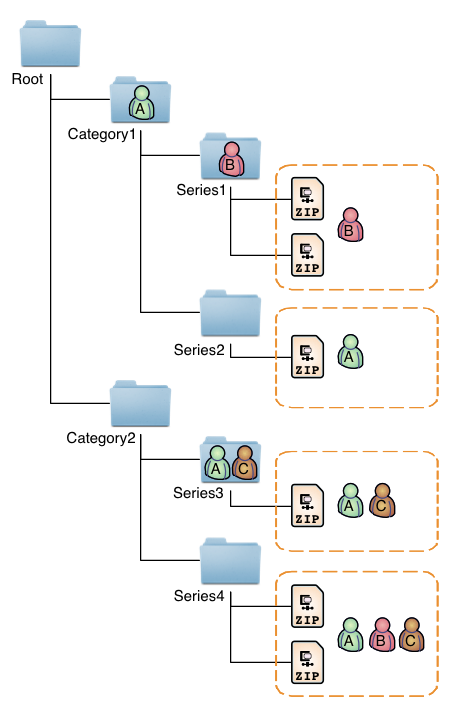 Root
A
Category1
B
Series1
ZIP
B
ZIP
Series2
ZIP
A
Category2
A C
Series3
ZIP
A C
Series4
ZIP
A B C
ZIP